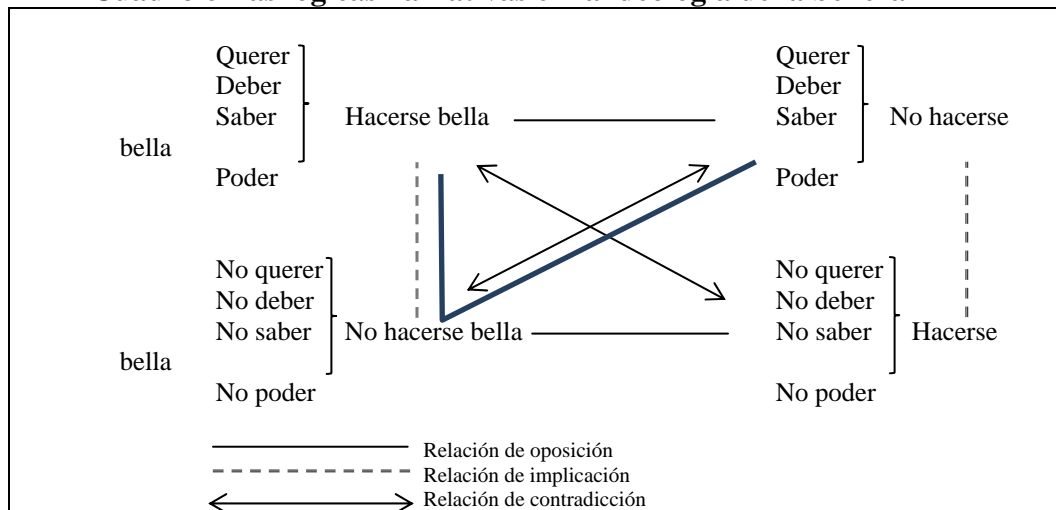 Querer Querer
Deber Deber
Saber Hacerse bella Saber No hacerse
bella
Poder Poder
No querer No querer
No deber No deber
No saber No hacerse bella No saber Hacerse
bella
No poder No poder
Relación de oposición
Relación de implicación
Relación de contradicción